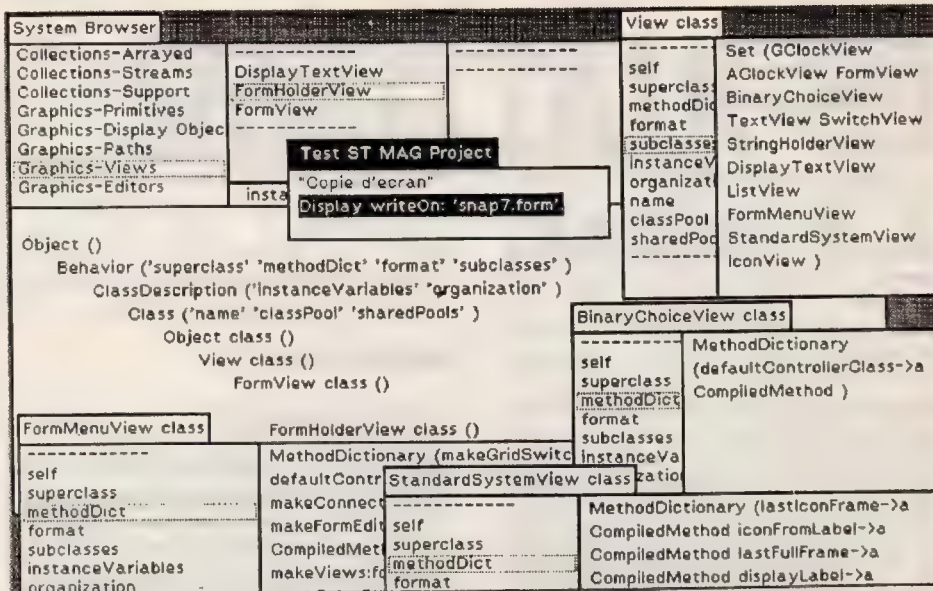 System Browser
Collections-Arrayed
Collections-Streams
Collections-Support
Graphics-Primitives
Graphics-Display Objec
Graphics-Paths
Graphics-Views
Graphics-Editors
------------
DisplayTextView
FormHolderView
FormView
------------
------------
------------
insta
Test ST MAG Project
"Copie d'ecran"
Display writeOn: 'snap7.form'.
View class
------------
self
superclass
methodDic
format
subclasses
instanceV
organizati
name
classPool
sharedPoo
------------
Set (GClockView
AClockView FormView
BinaryChoiceView
TextView SwitchView
StringHolderView
DisplayTextView
ListView
FormMenuView
StandardSystemView
IconView )
Object ()
Behavior ('superclass' 'methodDict' 'format' 'subclasses' )
ClassDescription ('instanceVariables' 'organization' )
Class ('name' 'classPool' 'sharedPools' )
Object class ()
View class ()
FormView class ()
FormHolderView class ()
BinaryChoiceView class
------------
self
superclass
methodDict
format
subclasses
instanceVa
zation
MethodDictionary
(defaultControllerClass->a
CompiledMethod )
FormMenuView class
------------
self
superclass
methodDict
format
subclasses
instanceVariables
organization
MethodDictionary (makeGridSwitc
defaultContr
makeConnect
makeFormEdit
CompiledMet
makeViews:fo
StandardSystemView class
------------
self
superclass
methodDict
format
MethodDictionary (lastIconFrame->a
CompiledMethod iconFromLabel->a
CompiledMethod lastFullFrame->a
CompiledMethod displayLabel->a